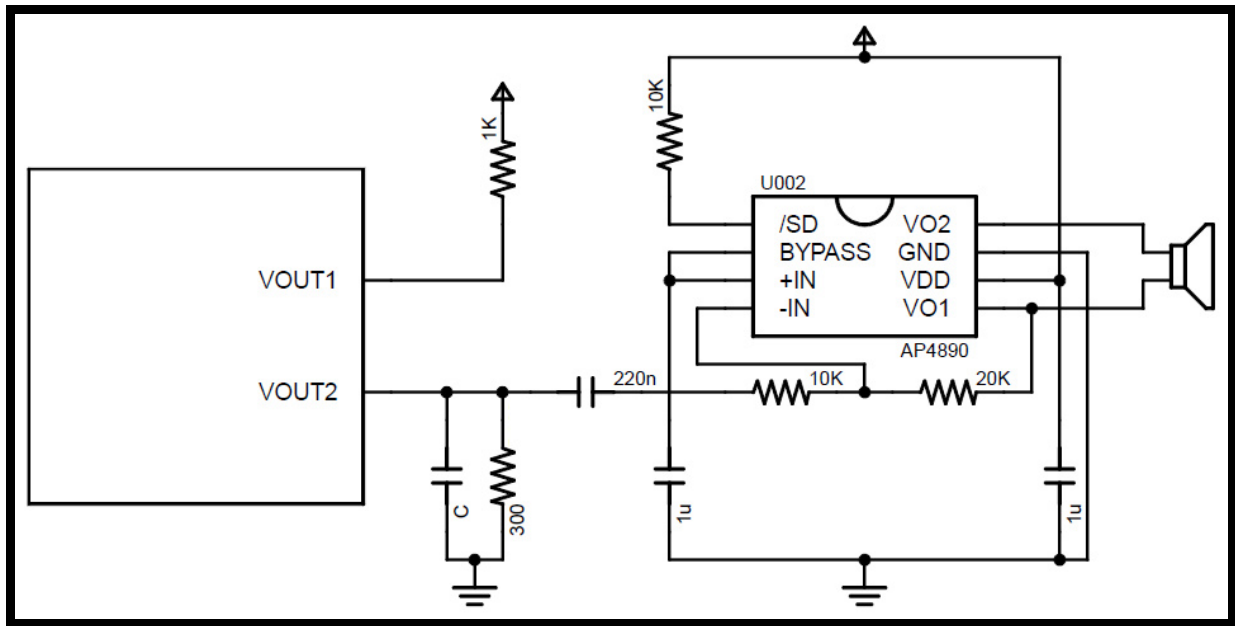 1K
VOUT1
VOUT2
C
300
220n
10K
U002
/SD VO2
BYPASS GND
+IN VDD
-IN VO1
AP4890
10K
20K
1u
1u